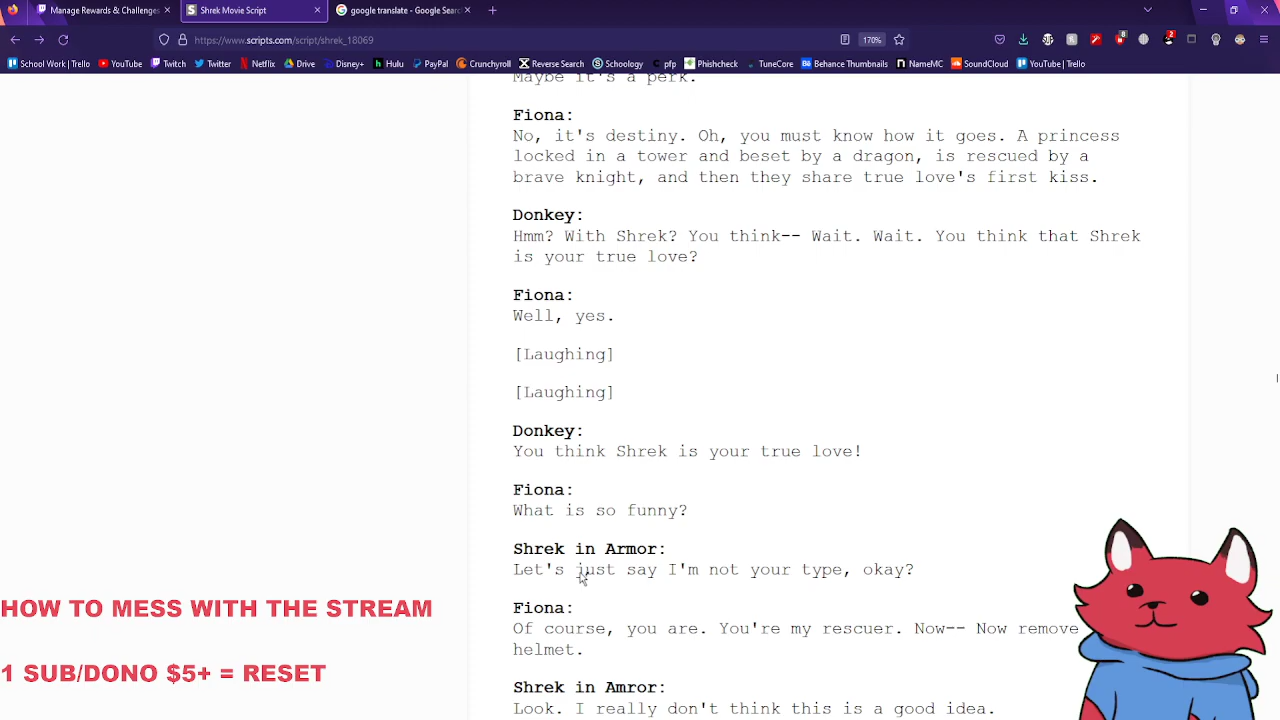 Manage Rewards & Challenges
Shrek Movie Script
google translate - Google Searc
https://www.scripts.com/script/shrek_18069
170%
8
2
School Work | Trello
YouTube
Twitch
Twitter
Netflix
Drive
Disney+
Hulu
PayPal
Crunchyroll
Reverse Search
Schoology
pfp
Phishcheck
TuneCore
Behance Thumbnails
NameMC
SoundCloud
YouTube | Trello
Maybe it's a perk.
Fiona:
No, it's destiny. Oh, you must know how it goes. A princess
locked in a tower and beset by a dragon, is rescued by a
brave knight, and then they share true love's first kiss.
Donkey:
Hmm? With Shrek? You think-- Wait. Wait. You think that Shrek
is your true love?
Fiona:
Well, yes.
[Laughing]
[Laughing]
Donkey:
You think Shrek is your true love!
Fiona:
What is so funny?
Shrek in Armor:
Let's just say I'm not your type, okay?
Fiona:
Of course, you are. You're my rescuer. Now-- Now remove
helmet.
Shrek in Amror:
Look. I really don't think this is a good idea.
HOW TO MESS WITH THE STREAM
1 SUB/DONO $5+ = RESET